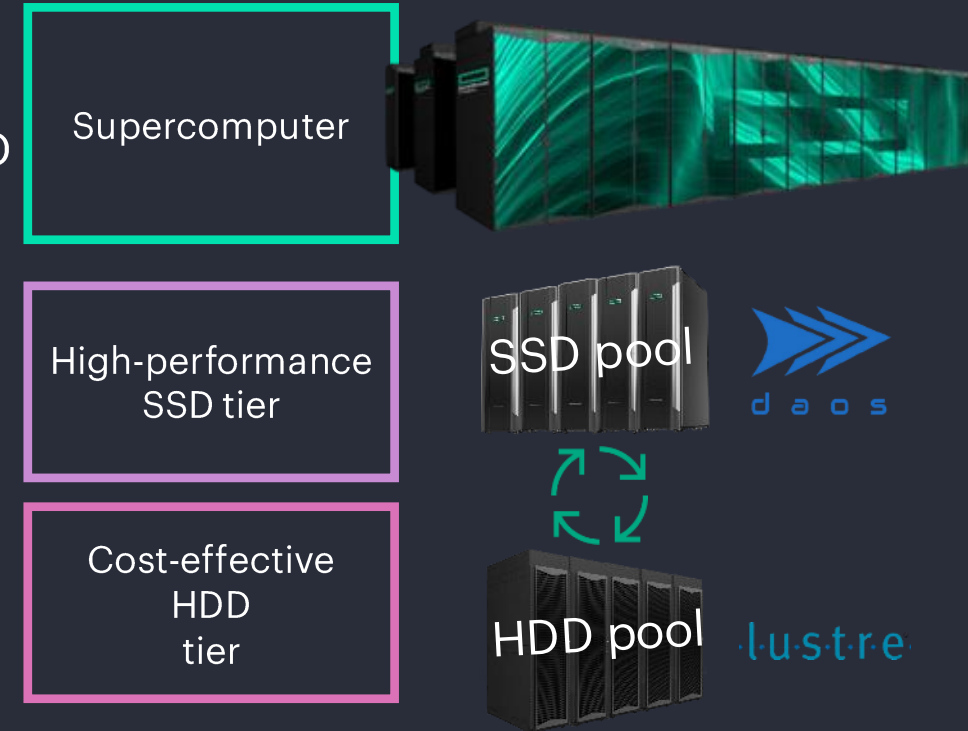 Supercomputer
High-performance
SSD tier
SSD pool
daos
Cost-effective
HDD
tier
HDD pool
lustre